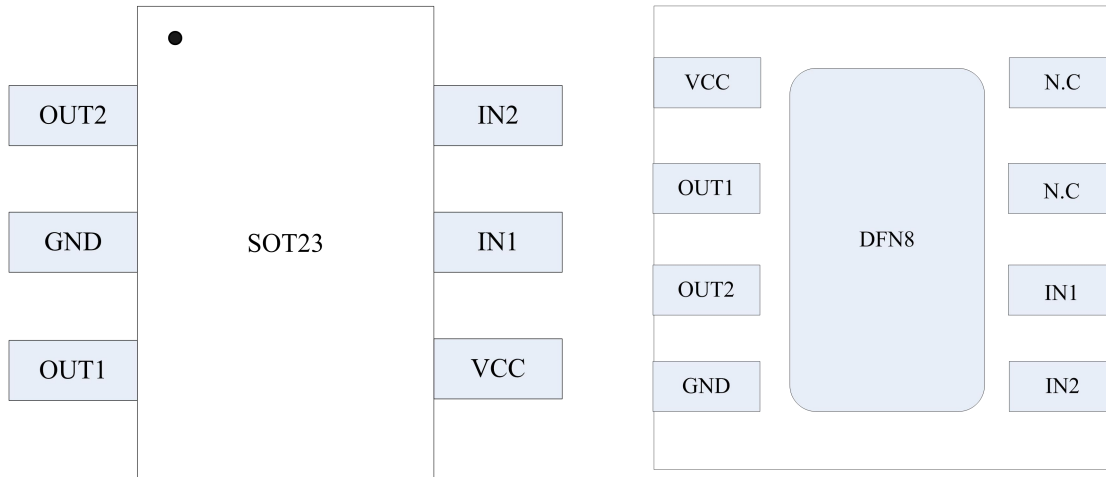 OUT2
GND
OUT1
SOT23
IN2
IN1
VCC
VCC
OUT1
OUT2
GND
DFN8
N.C
N.C
IN1
IN2